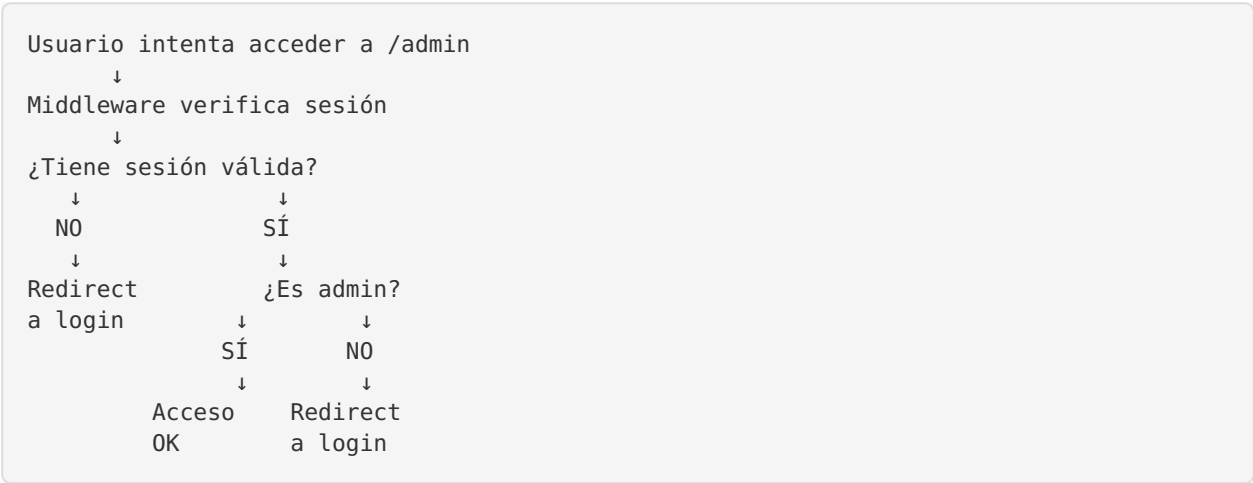 Usuario intenta acceder a /admin
↓
Middleware verifica sesión
↓
¿Tiene sesión válida?
↓ ↓
NO SÍ
↓ ↓
Redirect ¿Es admin?
a login ↓ ↓
SÍ NO
↓ ↓
Acceso Redirect
OK a login